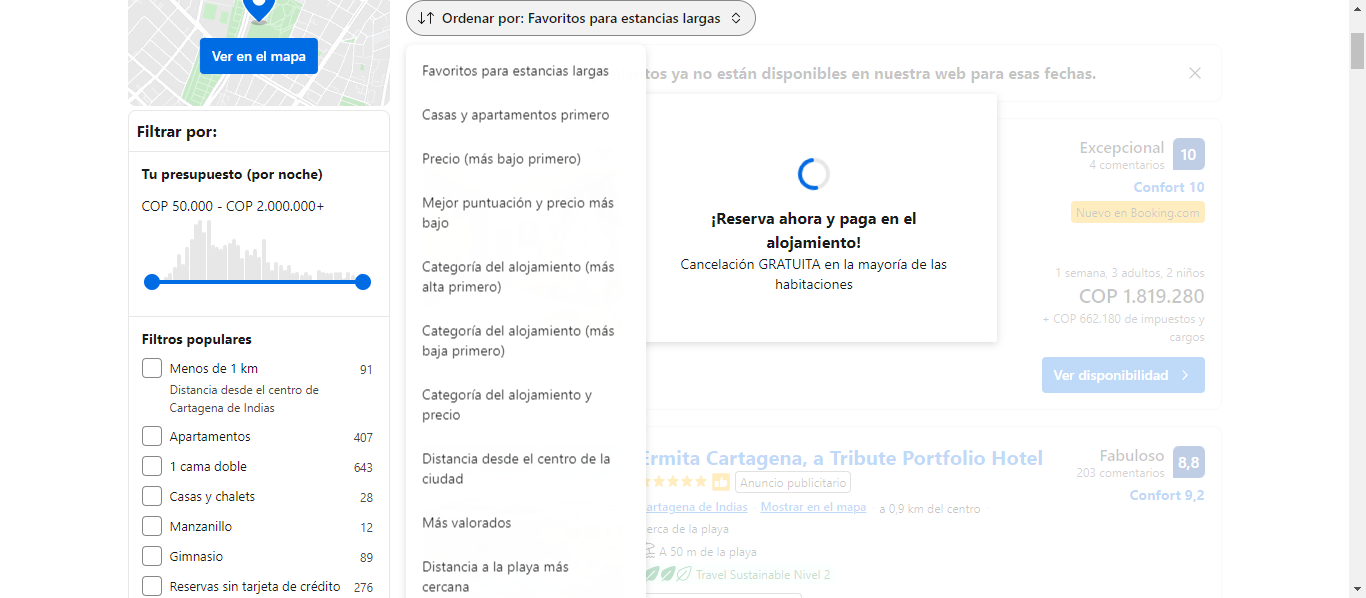 Ordenar por: Favoritos para estancias largas
Ver en el mapa
Filtrar por:
Tu presupuesto (por noche)
COP 50.000 - COP 2.000.000+
Filtros populares
Menos de 1 km 91
Distancia desde el centro de
Cartagena de Indias
Apartamentos 407
1 cama doble 643
Casas y chalets 28
Manzanillo 12
Gimnasio 89
Reservas sin tarjeta de crédito 276
Favoritos para estancias largas
Casas y apartamentos primero
Precio (más bajo primero)
Mejor puntuación y precio más
bajo
Categoría del alojamiento (más
alta primero)
Categoría del alojamiento (más
baja primero)
Categoría del alojamiento y
precio
Distancia desde el centro de la
ciudad
Más valorados
Distancia a la playa más
cercana
ya no están disponibles en nuestra web para esas fechas.
¡Reserva ahora y paga en el
alojamiento!
Cancelación GRATUITA en la mayoría de las
habitaciones
Excepcional 10
4 comentarios
Confort 10
Nuevo en Booking.com
1 semana, 3 adultos, 2 niños
COP 1.819.280
+ COP 662.180 de impuestos y
cargos
Ver disponibilidad
Ermita Cartagena, a Tribute Portfolio Hotel
Anuncio publicitario
artagena de Indias Mostrar en el mapa a 0,9 km del centro
erca de la playa
A 50 m de la playa
Travel Sustainable Nivel 2
Fabuloso 8,8
203 comentarios
Confort 9,2